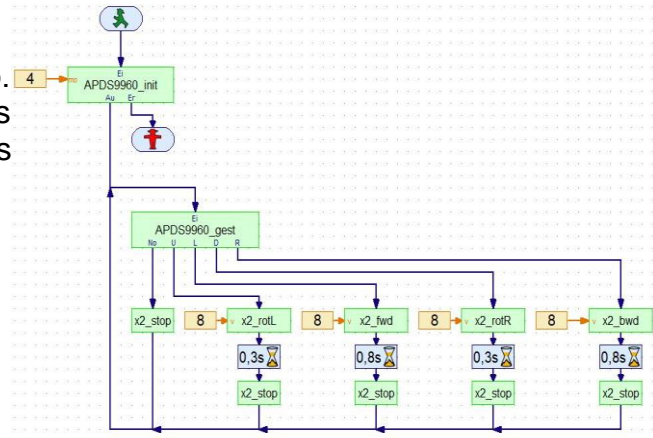 Ei
4
APDS9960_init
Au Er
s
s
Ei
APDS9960_gest
No U L D R
x2_stop 8 v x2_rotL 8 v x2_fwd 8 v x2_rotR 8 v x2_bwd
0,3s 0,8s 0,3s 0,8s
x2_stop x2_stop x2_stop x2_stop